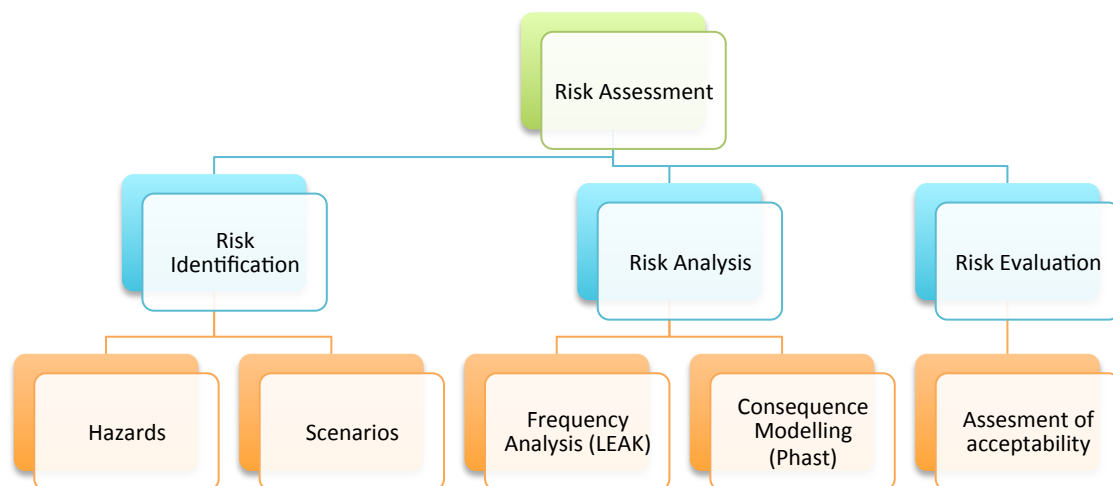 Risk Assessment
Risk
Identification
Risk Analysis
Risk Evaluation
Hazards
Scenarios
Frequency
Analysis (LEAK)
Consequence
Modelling
(Phast)
Assesment of
acceptability